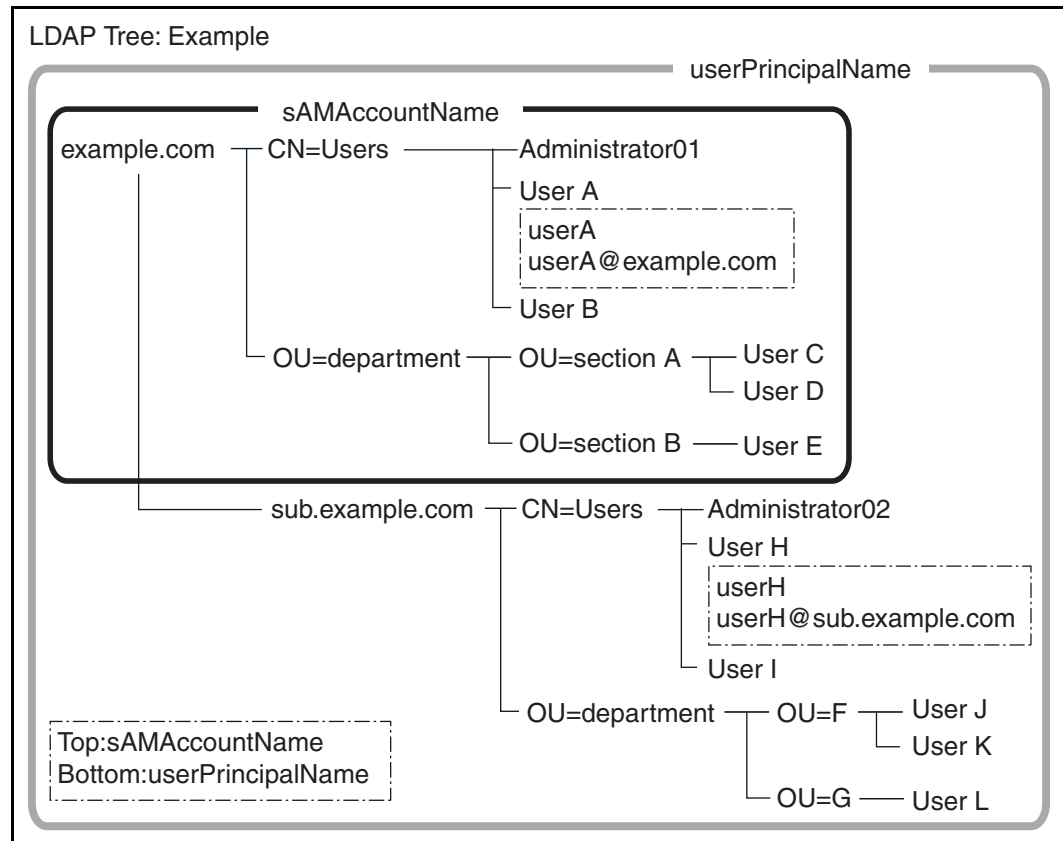 LDAP Tree: Example
userPrincipalName
sAMAccountName
example.com CN=Users Administrator01
User A
userA
userA@example.com
User B
OU=department OU=section A User C
User D
OU=section B User E
sub.example.com CN=Users Administrator02
User H
userH
userH@sub.example.com
User I
OU=department OU=F User J
User K
OU=G User L
Top:sAMAccountName
Bottom:userPrincipalName